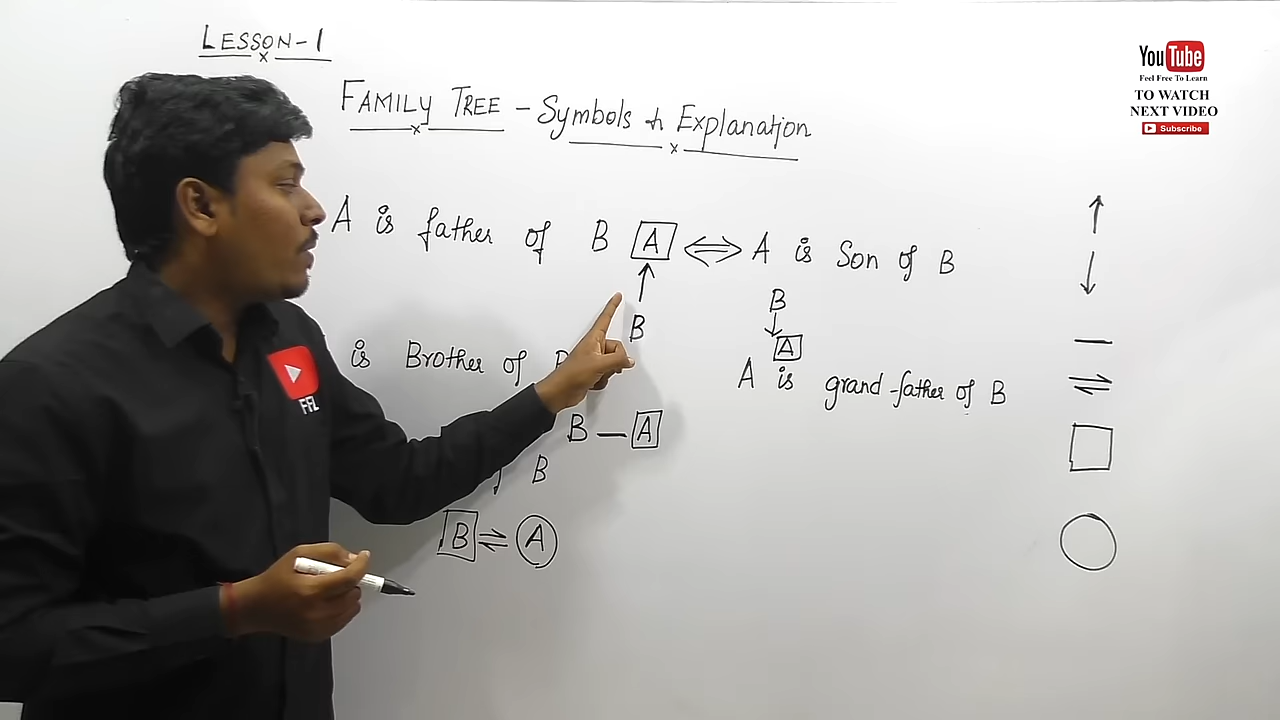 LESSON-1
FAMILY TREE - Symbols & Explanation
A is father of B A ⇔ A is Son of B
↑
B
B
↓
A
is Brother of B
B — A
A is grand-father of B
B
B ⇌ A
↑
↓
—
⇌
YouTube
Feel Free To Learn
TO WATCH
NEXT VIDEO
Subscribe
FFL